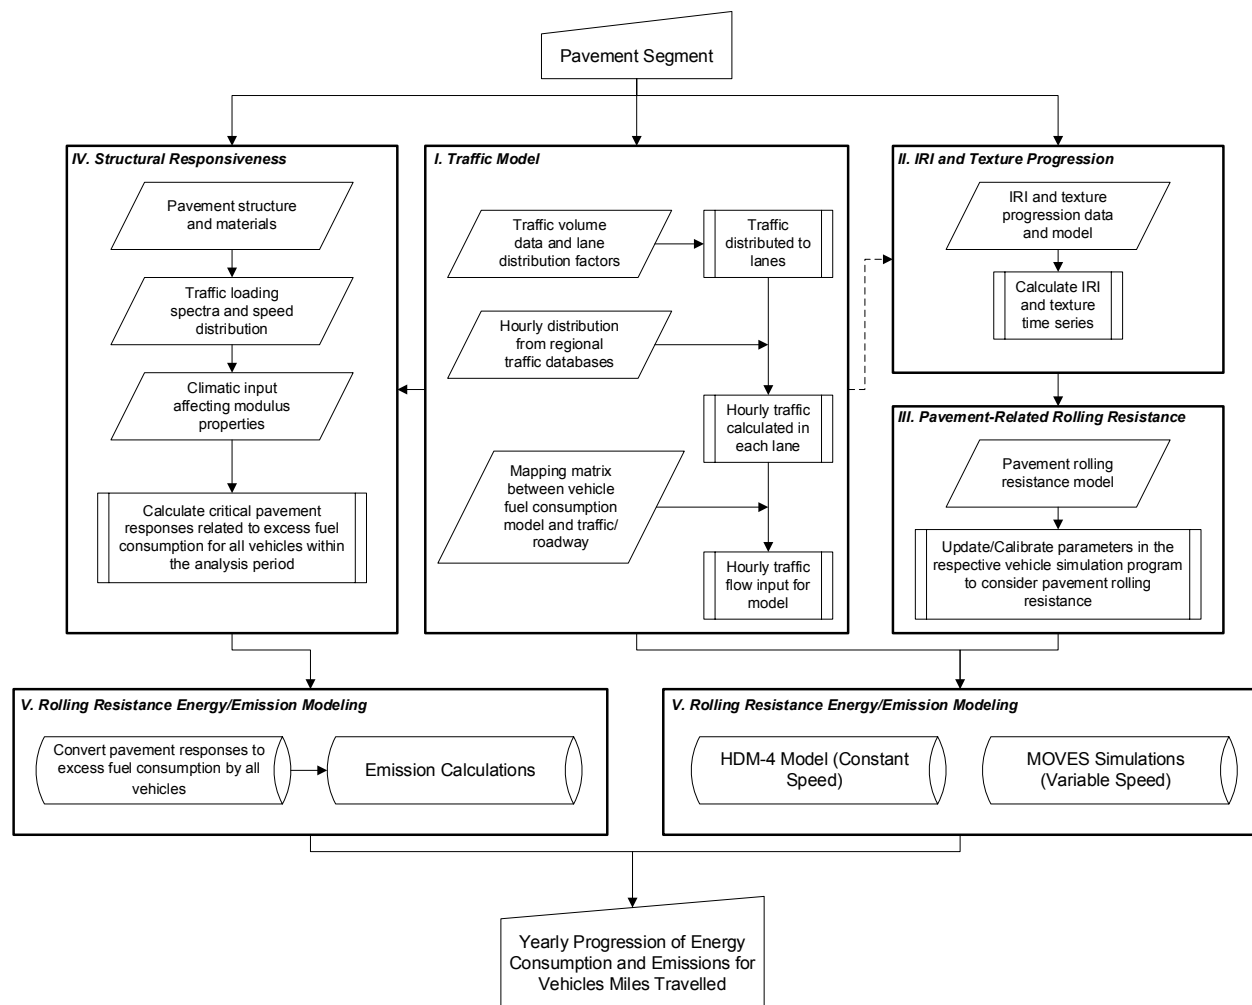 Pavement Segment
IV. Structural Responsiveness
Pavement structure
and materials
Traffic loading
spectra and speed
distribution
Climatic input
affecting modulus
properties
Calculate critical pavement
responses related to excess fuel
consumption for all vehicles within
the analysis period
I. Traffic Model
Traffic volume
data and lane
distribution factors
Traffic
distributed to
lanes
Hourly distribution
from regional
traffic databases
Hourly traffic
calculated in
each lane
Mapping matrix
between vehicle
fuel consumption
model and traffic/
roadway
Hourly traffic
flow input for
model
II. IRI and Texture Progression
IRI and texture
progression data
and model
Calculate IRI
and texture
time series
III. Pavement-Related Rolling Resistance
Pavement rolling
resistance model
Update/Calibrate parameters in the
respective vehicle simulation program
to consider pavement rolling
resistance
V. Rolling Resistance Energy/Emission Modeling
Convert pavement responses to
excess fuel consumption by all
vehicles
Emission Calculations
V. Rolling Resistance Energy/Emission Modeling
HDM-4 Model (Constant
Speed)
MOVES Simulations
(Variable Speed)
Yearly Progression of Energy
Consumption and Emissions for
Vehicles Miles Travelled